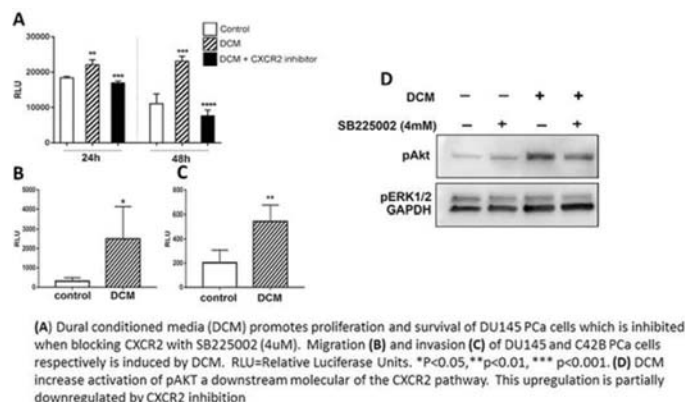 A
Control
DCM
DCM + CXCR2 inhibitor
30000
20000
10000
0
RLU
**
***
***
****
24h
48h
B
5000
4000
3000
2000
1000
0
RLU
*
control
DCM
C
800
600
400
200
0
RLU
**
control
DCM
D
DCM – – + +
SB225002 (4mM) – + – +
pAkt
pERK1/2
GAPDH
(A) Dural conditioned media (DCM) promotes proliferation and survival of DU145 PCa cells which is inhibited
when blocking CXCR2 with SB225002 (4uM). Migration (B) and invasion (C) of DU145 and C42B PCa cells
respectively is induced by DCM. RLU=Relative Luciferase Units. *P<0.05,**p<0.01, *** p<0.001. (D) DCM
increase activation of pAKT a downstream molecular of the CXCR2 pathway. This upregulation is partially
downregulated by CXCR2 inhibition